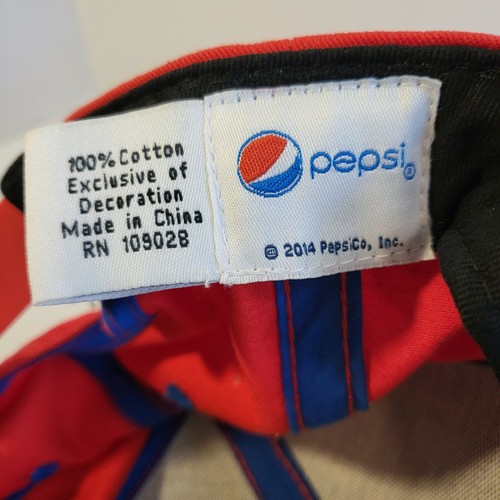 100% Cotton
Exclusive of
Decoration
Made in China
RN 109028
pepsi®
© 2014 PepsiCo, Inc.